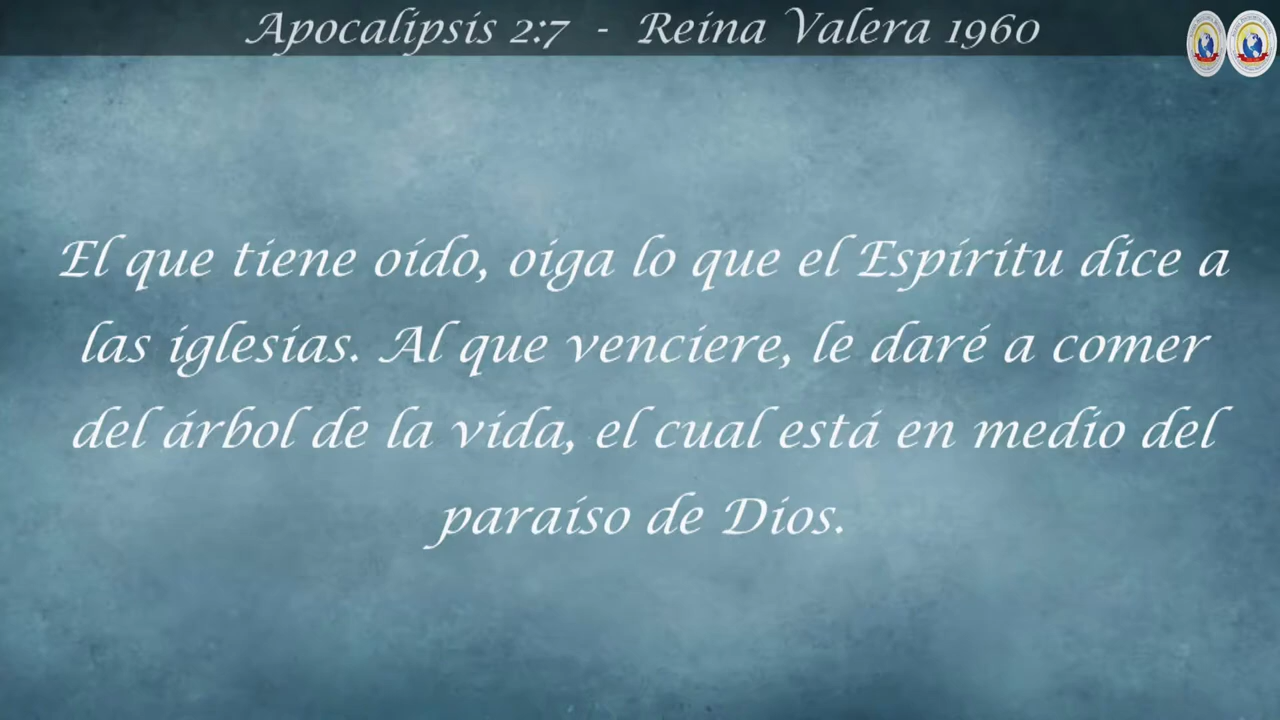 Apocalipsis 2:7 - Reina Valera 1960
El que tiene oído, oiga lo que el Espíritu dice a
las iglesias. Al que venciere, le daré a comer
del árbol de la vida, el cual está en medio del
paraíso de Dios.